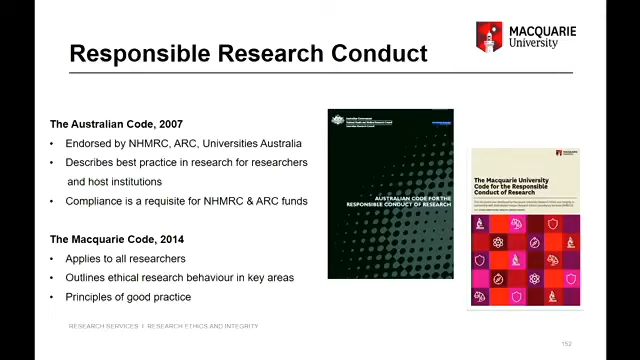 MACQUARIE
University
Responsible Research Conduct
The Australian Code, 2007
• Endorsed by NHMRC, ARC, Universities Australia
• Describes best practice in research for researchers
and host institutions
• Compliance is a requisite for NHMRC & ARC funds
The Macquarie Code, 2014
• Applies to all researchers
• Outlines ethical research behaviour in key areas
• Principles of good practice
Australian Government
AUSTRALIAN CODE FOR THE
RESPONSIBLE CONDUCT OF RESEARCH
MACQUARIE
University
The Macquarie University
Code for the Responsible
Conduct of Research
RESEARCH SERVICES I RESEARCH ETHICS AND INTEGRITY
152